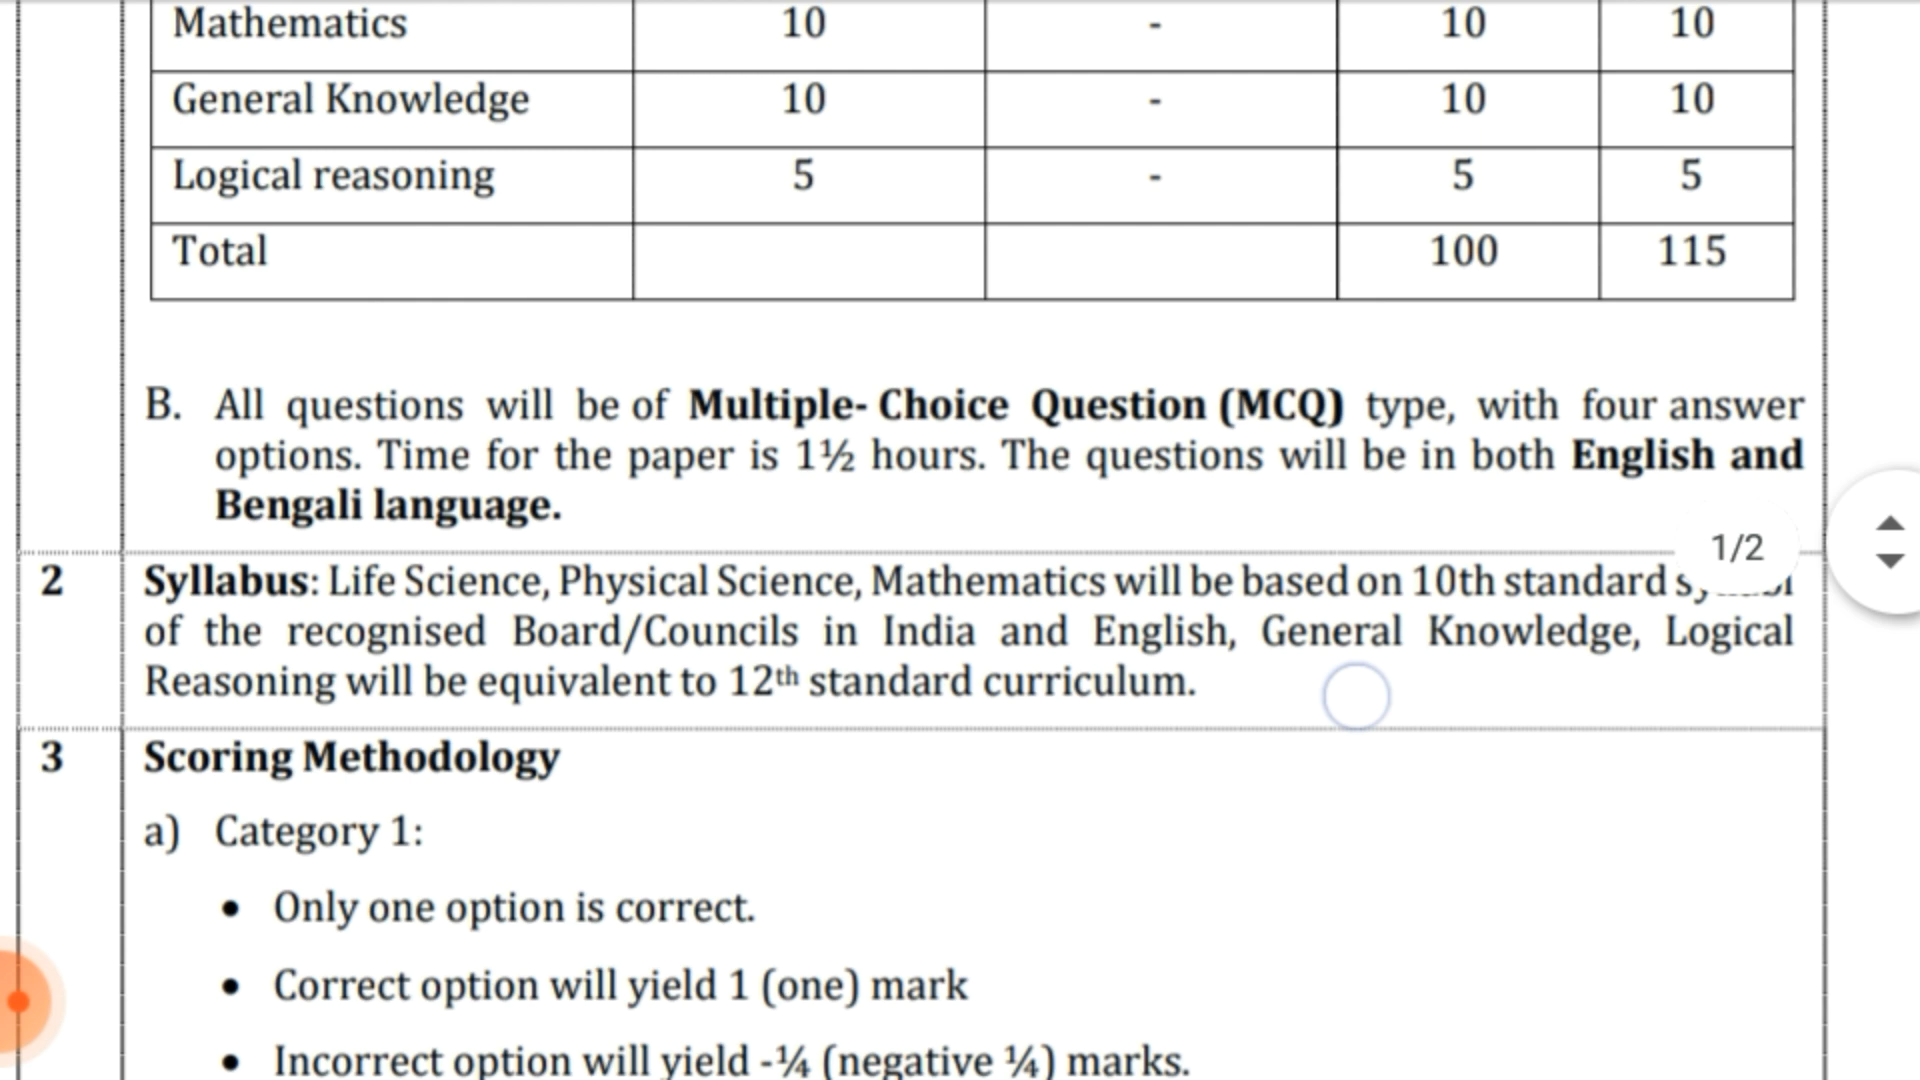 Mathematics 10 - 10 10
General Knowledge 10 - 10 10
Logical reasoning 5 - 5 5
Total 100 115
B. All questions will be of Multiple- Choice Question (MCQ) type, with four answer
options. Time for the paper is 1½ hours. The questions will be in both English and
Bengali language.
1/2
2 Syllabus: Life Science, Physical Science, Mathematics will be based on 10th standard
of the recognised Board/Councils in India and English, General Knowledge, Logical
Reasoning will be equivalent to 12th standard curriculum.
3 Scoring Methodology
a) Category 1:
• Only one option is correct.
• Correct option will yield 1 (one) mark
• Incorrect option will yield -¼ (negative ¼) marks.